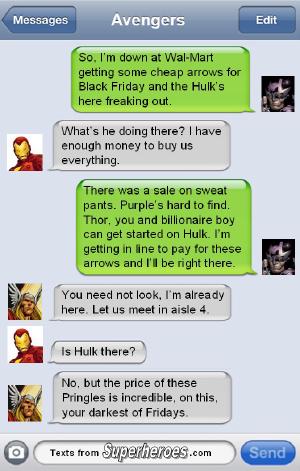 Messages
Avengers
Edit
So, I'm down at Wal-Mart
getting some cheap arrows for
Black Friday and the Hulk's
here freaking out.
What's he doing there? I have
enough money to buy us
everything.
There was a sale on sweat
pants. Purple's hard to find.
Thor, you and billionaire boy
can get started on Hulk. I'm
getting in line to pay for these
arrows and I'll be right there.
You need not look, I'm already
here. Let us meet in aisle 4.
Is Hulk there?
No, but the price of these
Pringles is incredible, on this,
your darkest of Fridays.
Texts from Superheroes.com
Send